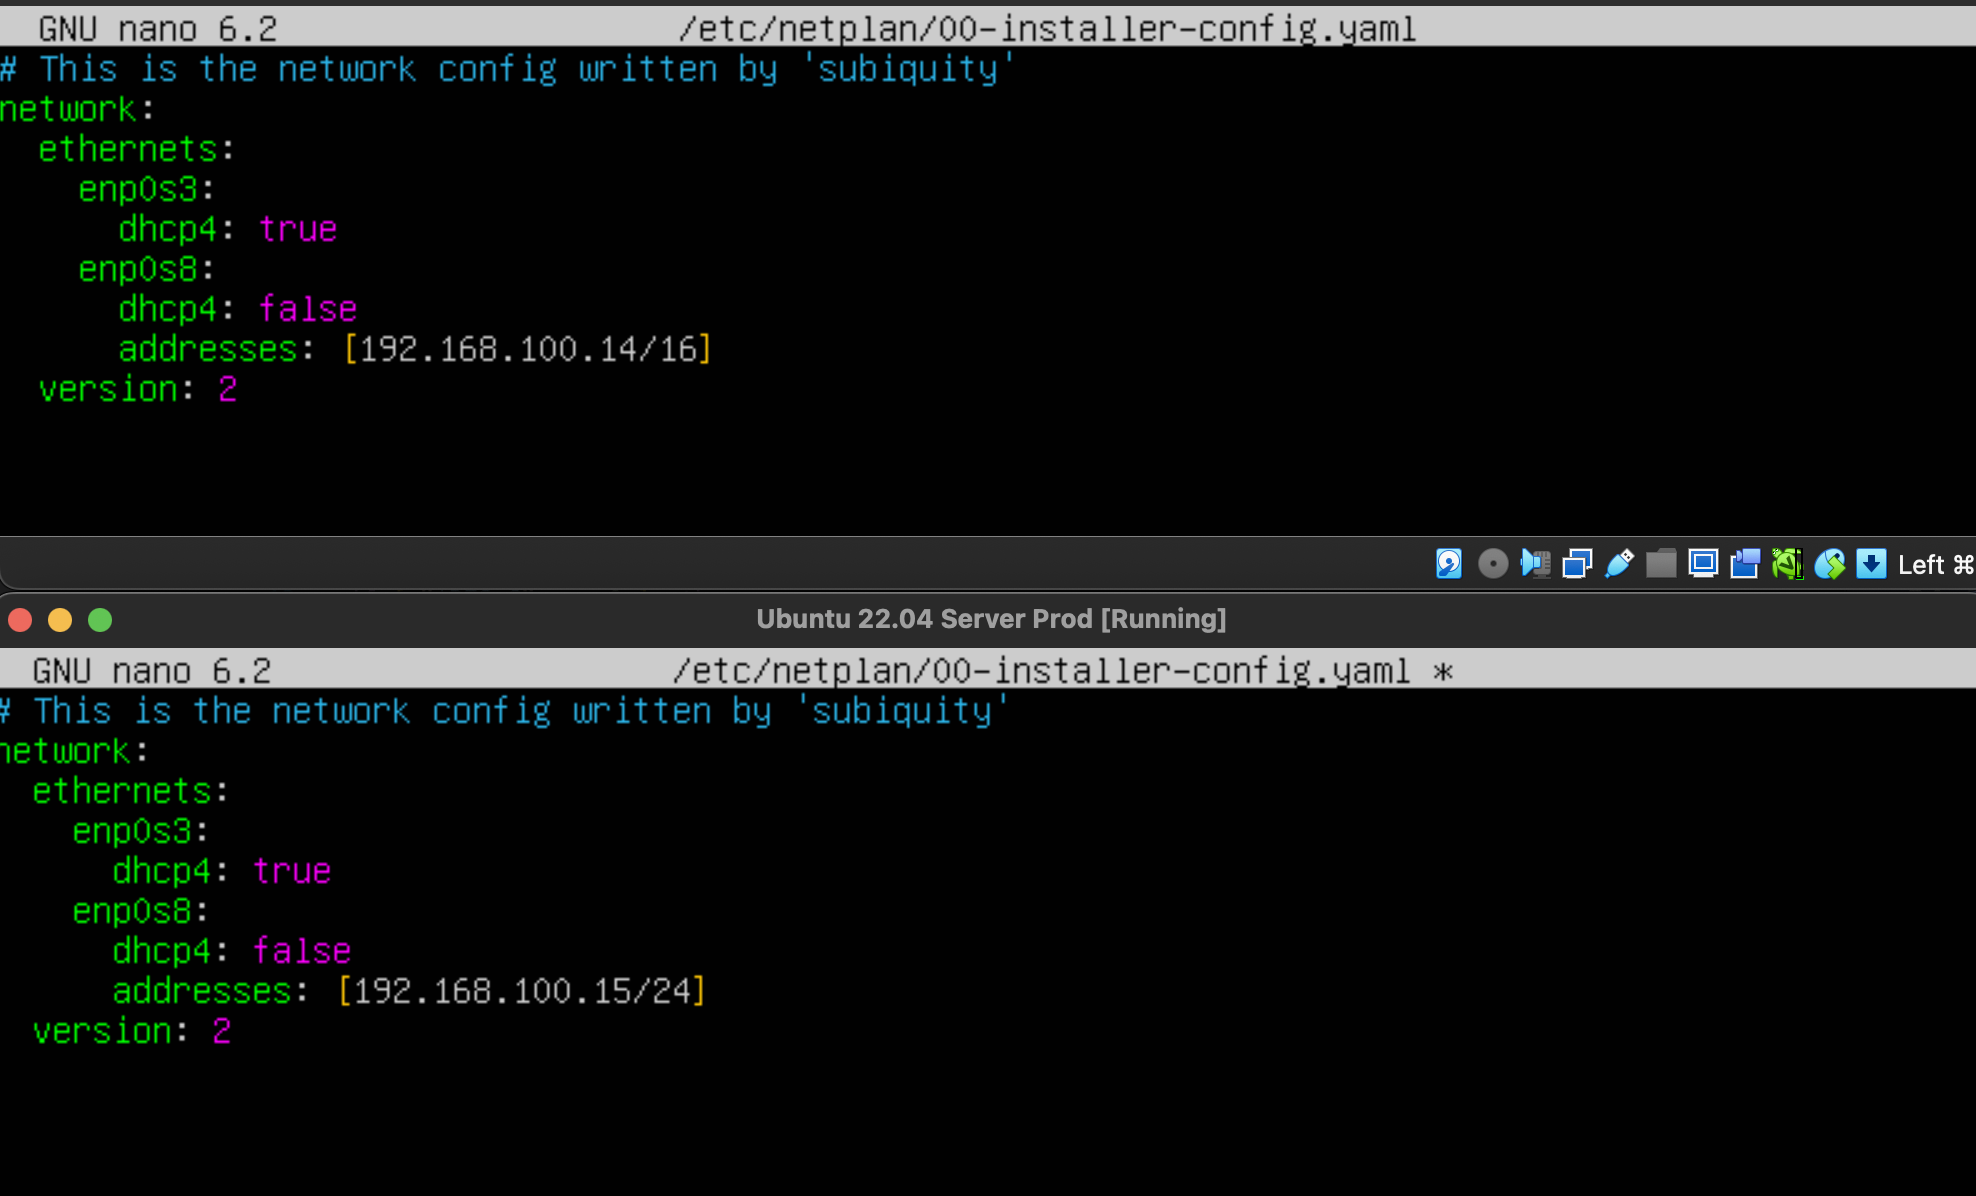 GNU nano 6.2 /etc/netplan/00-installer-config.yaml
# This is the network config written by 'subiquity'
network:
  ethernets:
    enp0s3:
      dhcp4: true
    enp0s8:
      dhcp4: false
      addresses: [192.168.100.14/16]
  version: 2
Left ⌘
Ubuntu 22.04 Server Prod [Running]
GNU nano 6.2 /etc/netplan/00-installer-config.yaml *
# This is the network config written by 'subiquity'
network:
  ethernets:
    enp0s3:
      dhcp4: true
    enp0s8:
      dhcp4: false
      addresses: [192.168.100.15/24]
  version: 2